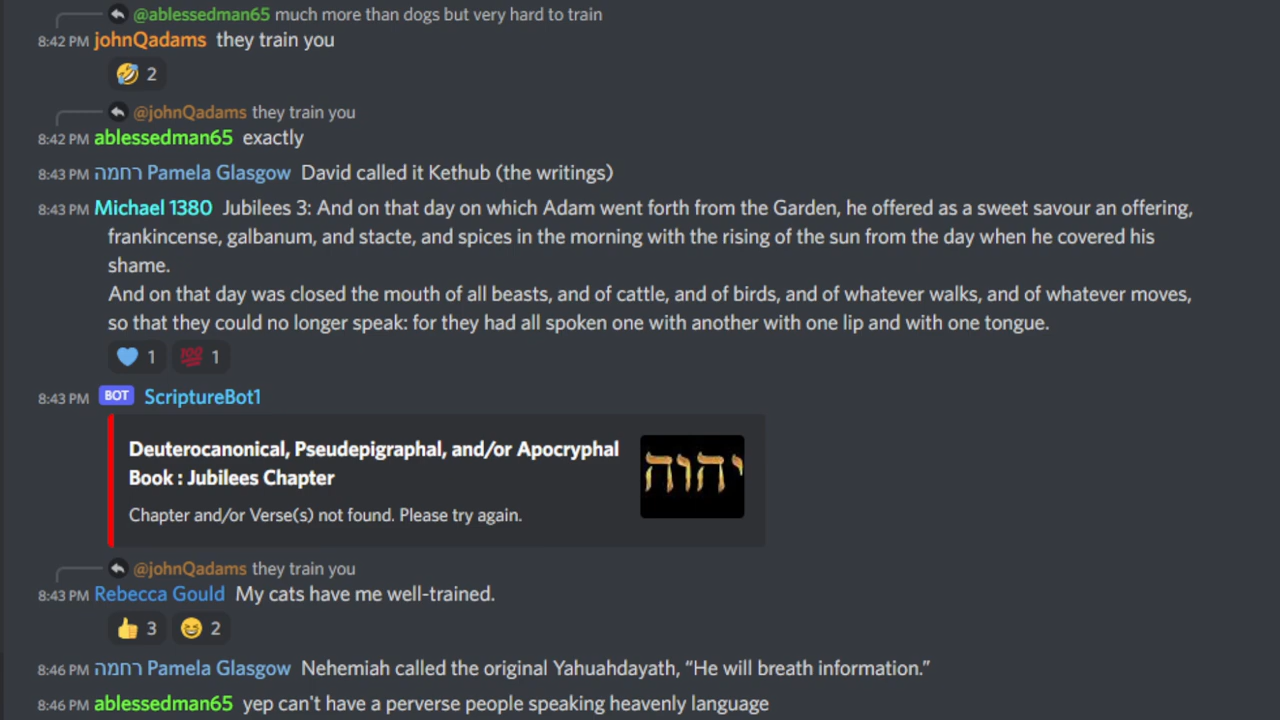 @ablessedman65 much more than dogs but very hard to train
8:42 PM johnQadams they train you
🤣 2
@johnQadams they train you
8:42 PM ablessedman65 exactly
8:43 PM רחמה Pamela Glasgow David called it Kethub (the writings)
8:43 PM Michael 1380 Jubilees 3: And on that day on which Adam went forth from the Garden, he offered as a sweet savour an offering,
frankincense, galbanum, and stacte, and spices in the morning with the rising of the sun from the day when he covered his
shame.
And on that day was closed the mouth of all beasts, and of cattle, and of birds, and of whatever walks, and of whatever moves,
so that they could no longer speak: for they had all spoken one with another with one lip and with one tongue.
💙 1 💯 1
8:43 PM BOT ScriptureBot1
Deuterocanonical, Pseudepigraphal, and/or Apocryphal
Book : Jubilees Chapter
יהוה
Chapter and/or Verse(s) not found. Please try again.
@johnQadams they train you
8:43 PM Rebecca Gould My cats have me well-trained.
👍 3 😆 2
8:46 PM רחמה Pamela Glasgow Nehemiah called the original Yahuahdayath, “He will breath information.”
8:46 PM ablessedman65 yep can't have a perverse people speaking heavenly language